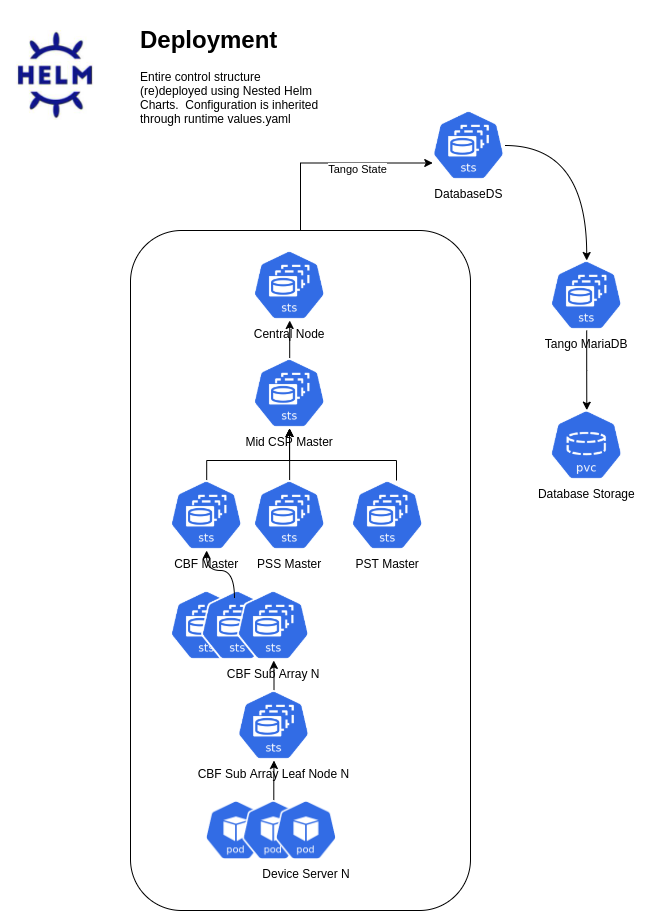 HELM
Deployment
Entire control structure
(re)deployed using Nested Helm
Charts.  Configuration is inherited
through runtime values.yaml
Tango State
sts
DatabaseDS
sts
Central Node
sts
Tango MariaDB
sts
Mid CSP Master
pvc
Database Storage
sts
sts
sts
CBF Master
PSS Master
PST Master
sts
sts
sts
CBF Sub Array N
sts
CBF Sub Array Leaf Node N
pod
pod
pod
Device Server N